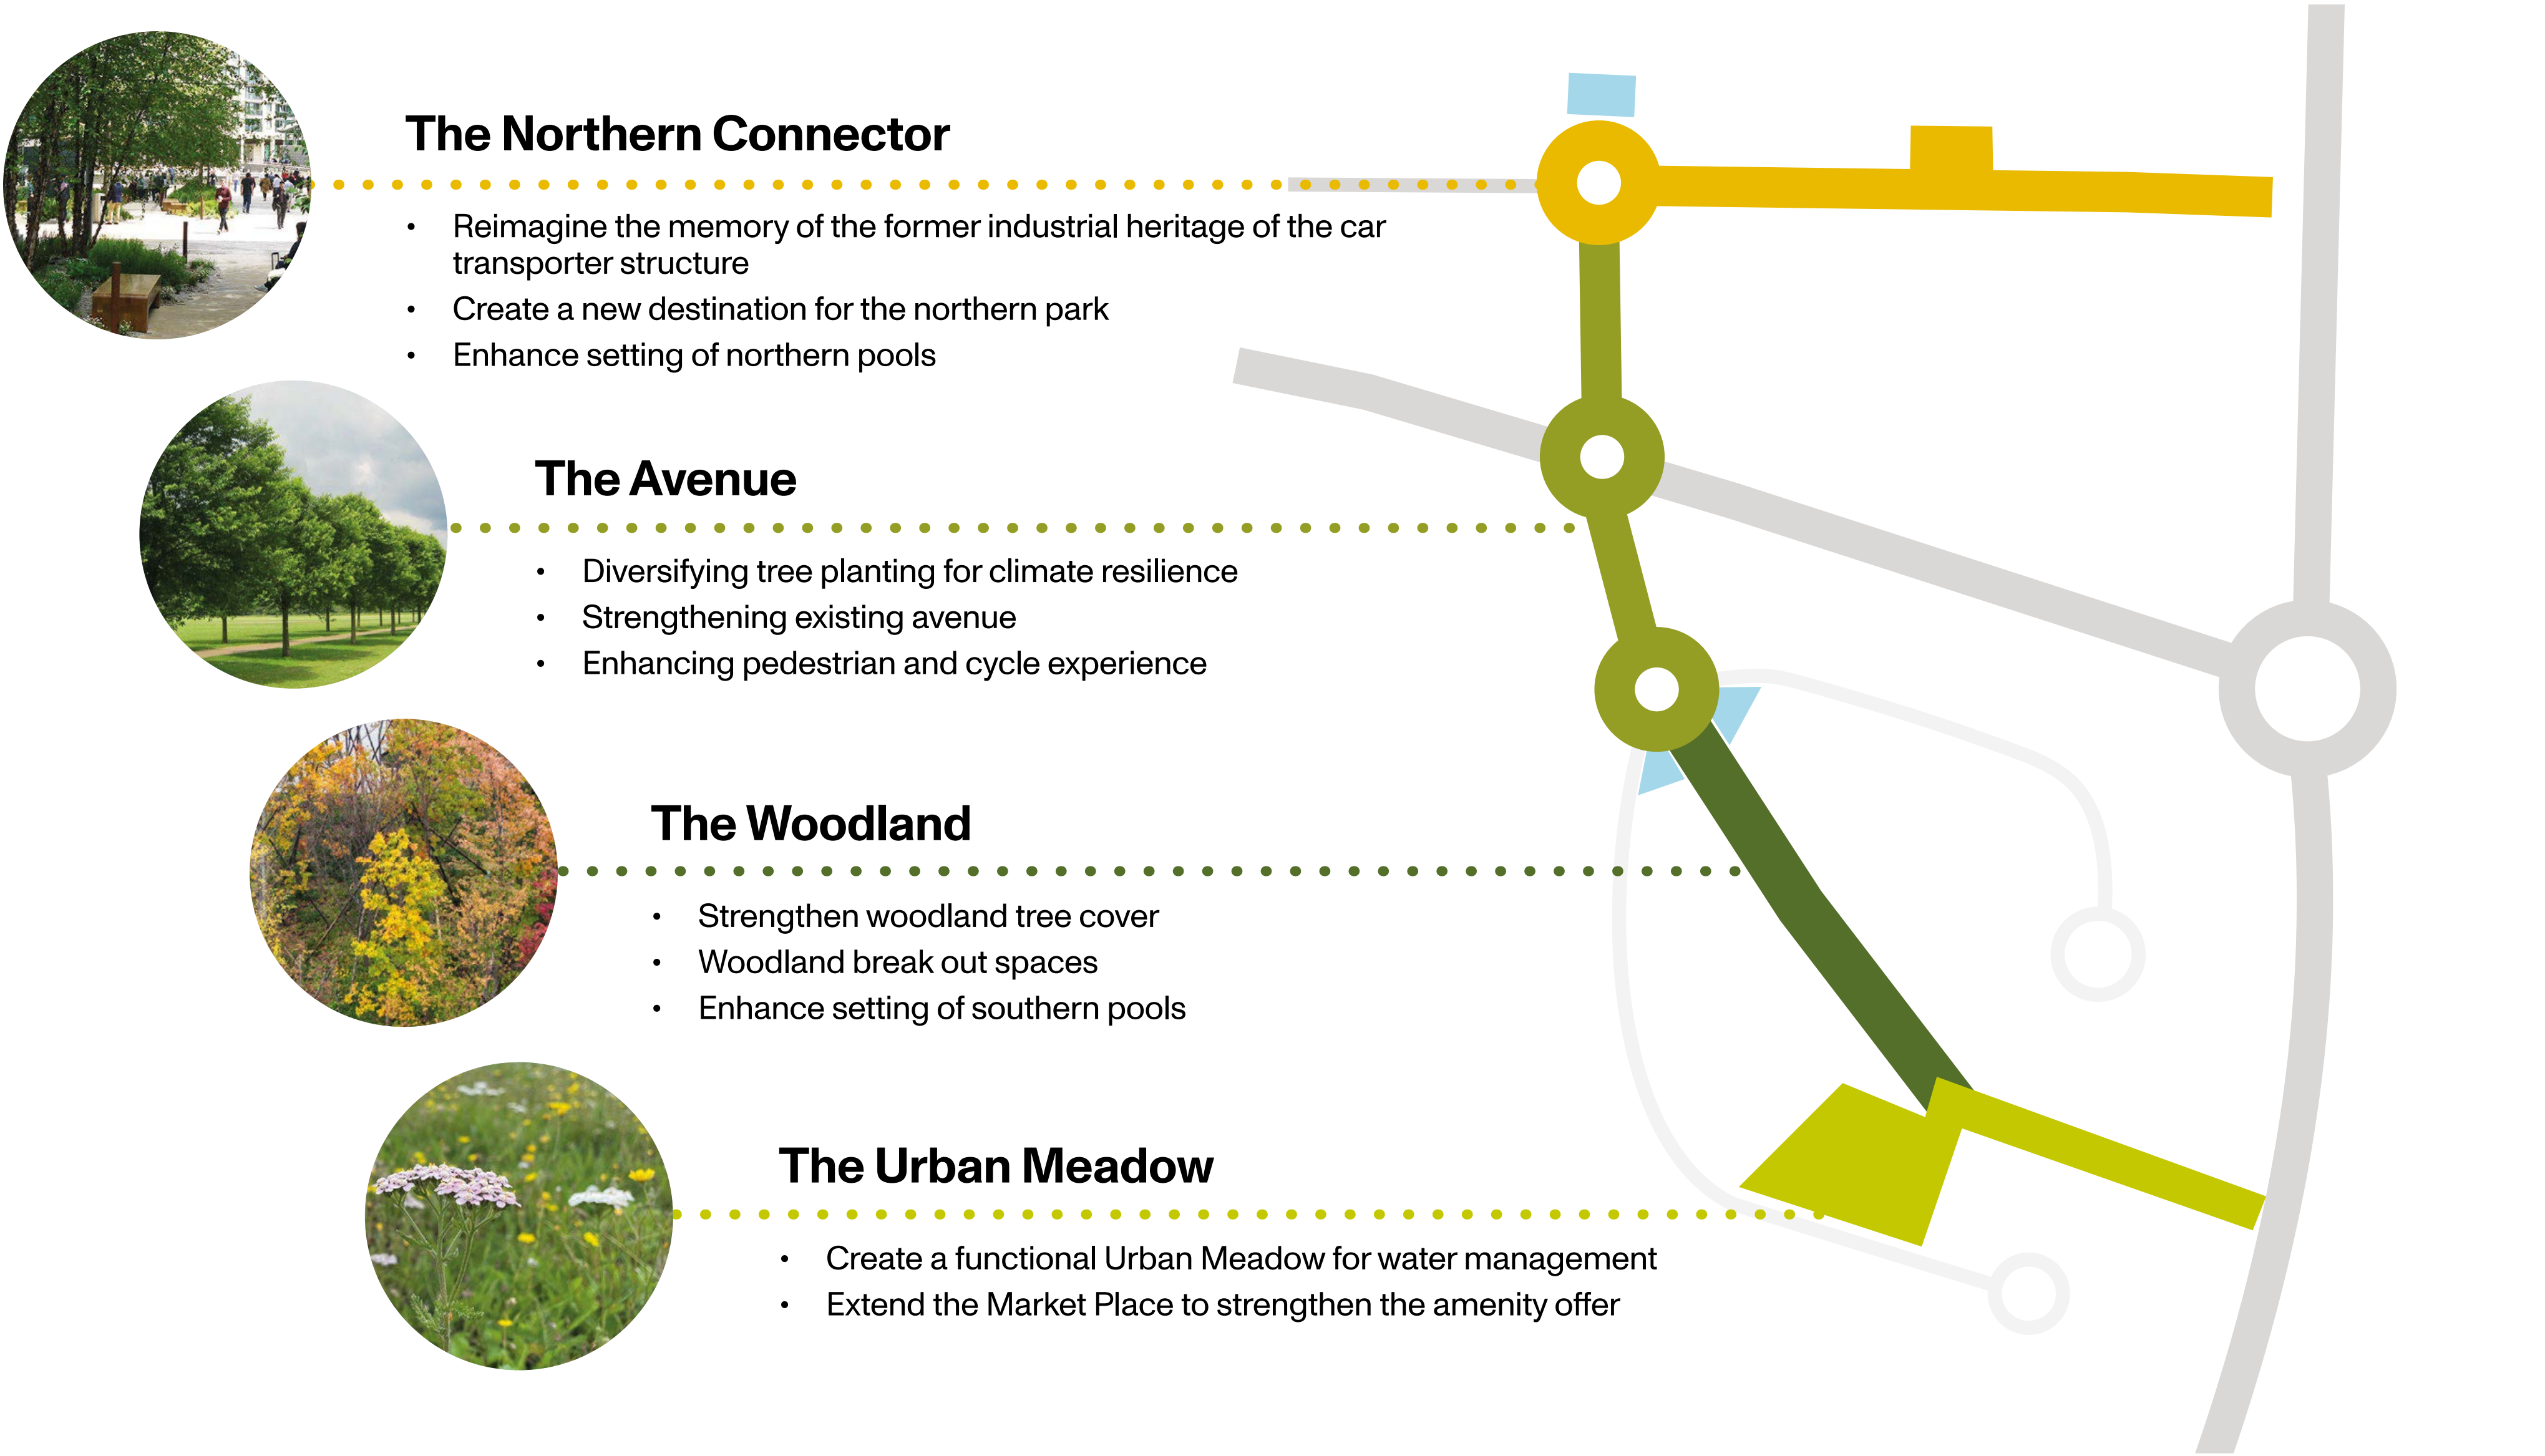 The Northern Connector
• Reimagine the memory of the former industrial heritage of the car
transporter structure
• Create a new destination for the northern park
• Enhance setting of northern pools
The Avenue
• Diversifying tree planting for climate resilience
• Strengthening existing avenue
• Enhancing pedestrian and cycle experience
The Woodland
• Strengthen woodland tree cover
• Woodland break out spaces
• Enhance setting of southern pools
The Urban Meadow
• Create a functional Urban Meadow for water management
• Extend the Market Place to strengthen the amenity offer